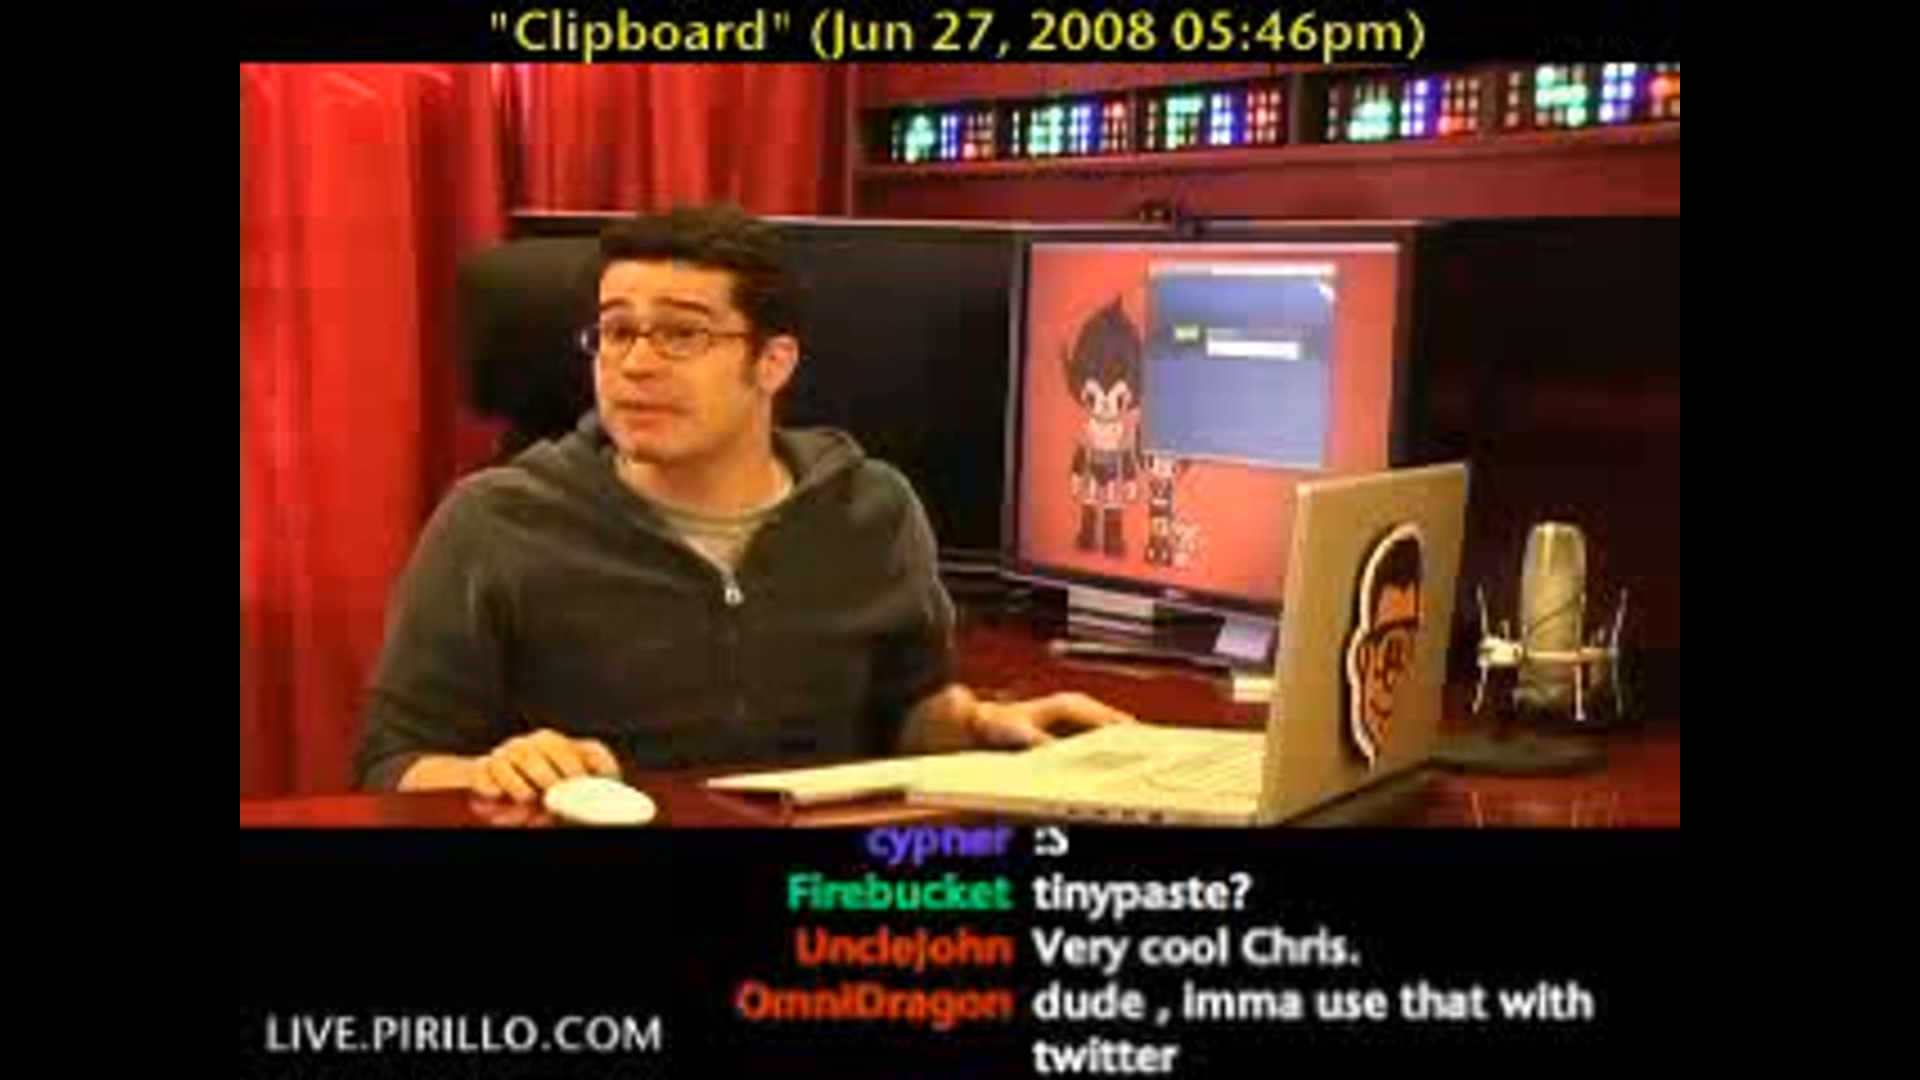 "Clipboard" (Jun 27, 2008 05:46pm)
cypher :S
Firebucket tinypaste?
UncleJohn Very cool Chris.
OmniDragon dude , imma use that with
twitter
LIVE.PIRILLO.COM